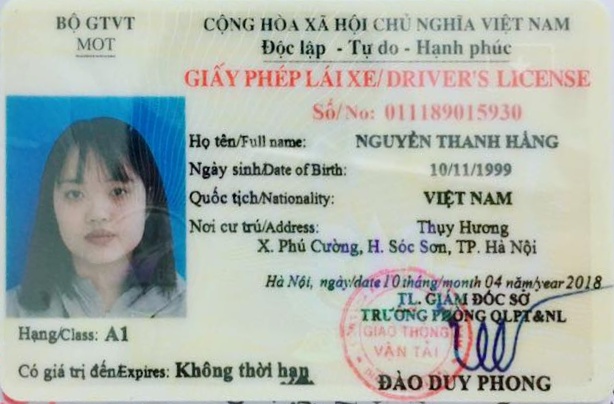 BỘ GTVT
MOT
CỘNG HÒA XÃ HỘI CHỦ NGHĨA VIỆT NAM
Độc lập - Tự do - Hạnh phúc
GIẤY PHÉP LÁI XE/DRIVER'S LICENSE
Số/No: 011189015930
Họ tên/Full name: NGUYỄN THANH HẰNG
Ngày sinh/Date of Birth: 10/11/1999
Quốc tịch/Nationality: VIỆT NAM
Nơi cư trú/Address: Thụy Hương
X. Phú Cường, H. Sóc Sơn, TP. Hà Nội
Hà Nội, ngày/date 10 tháng/month 04 năm/year 2018
TL. GIÁM ĐỐC SỞ
TRƯỞNG PHÒNG QLPT&NL
GIAO THÔNG
VẬN TẢI
Hạng/Class: A1
Có giá trị đến/Expires: Không thời hạn
ĐÀO DUY PHONG